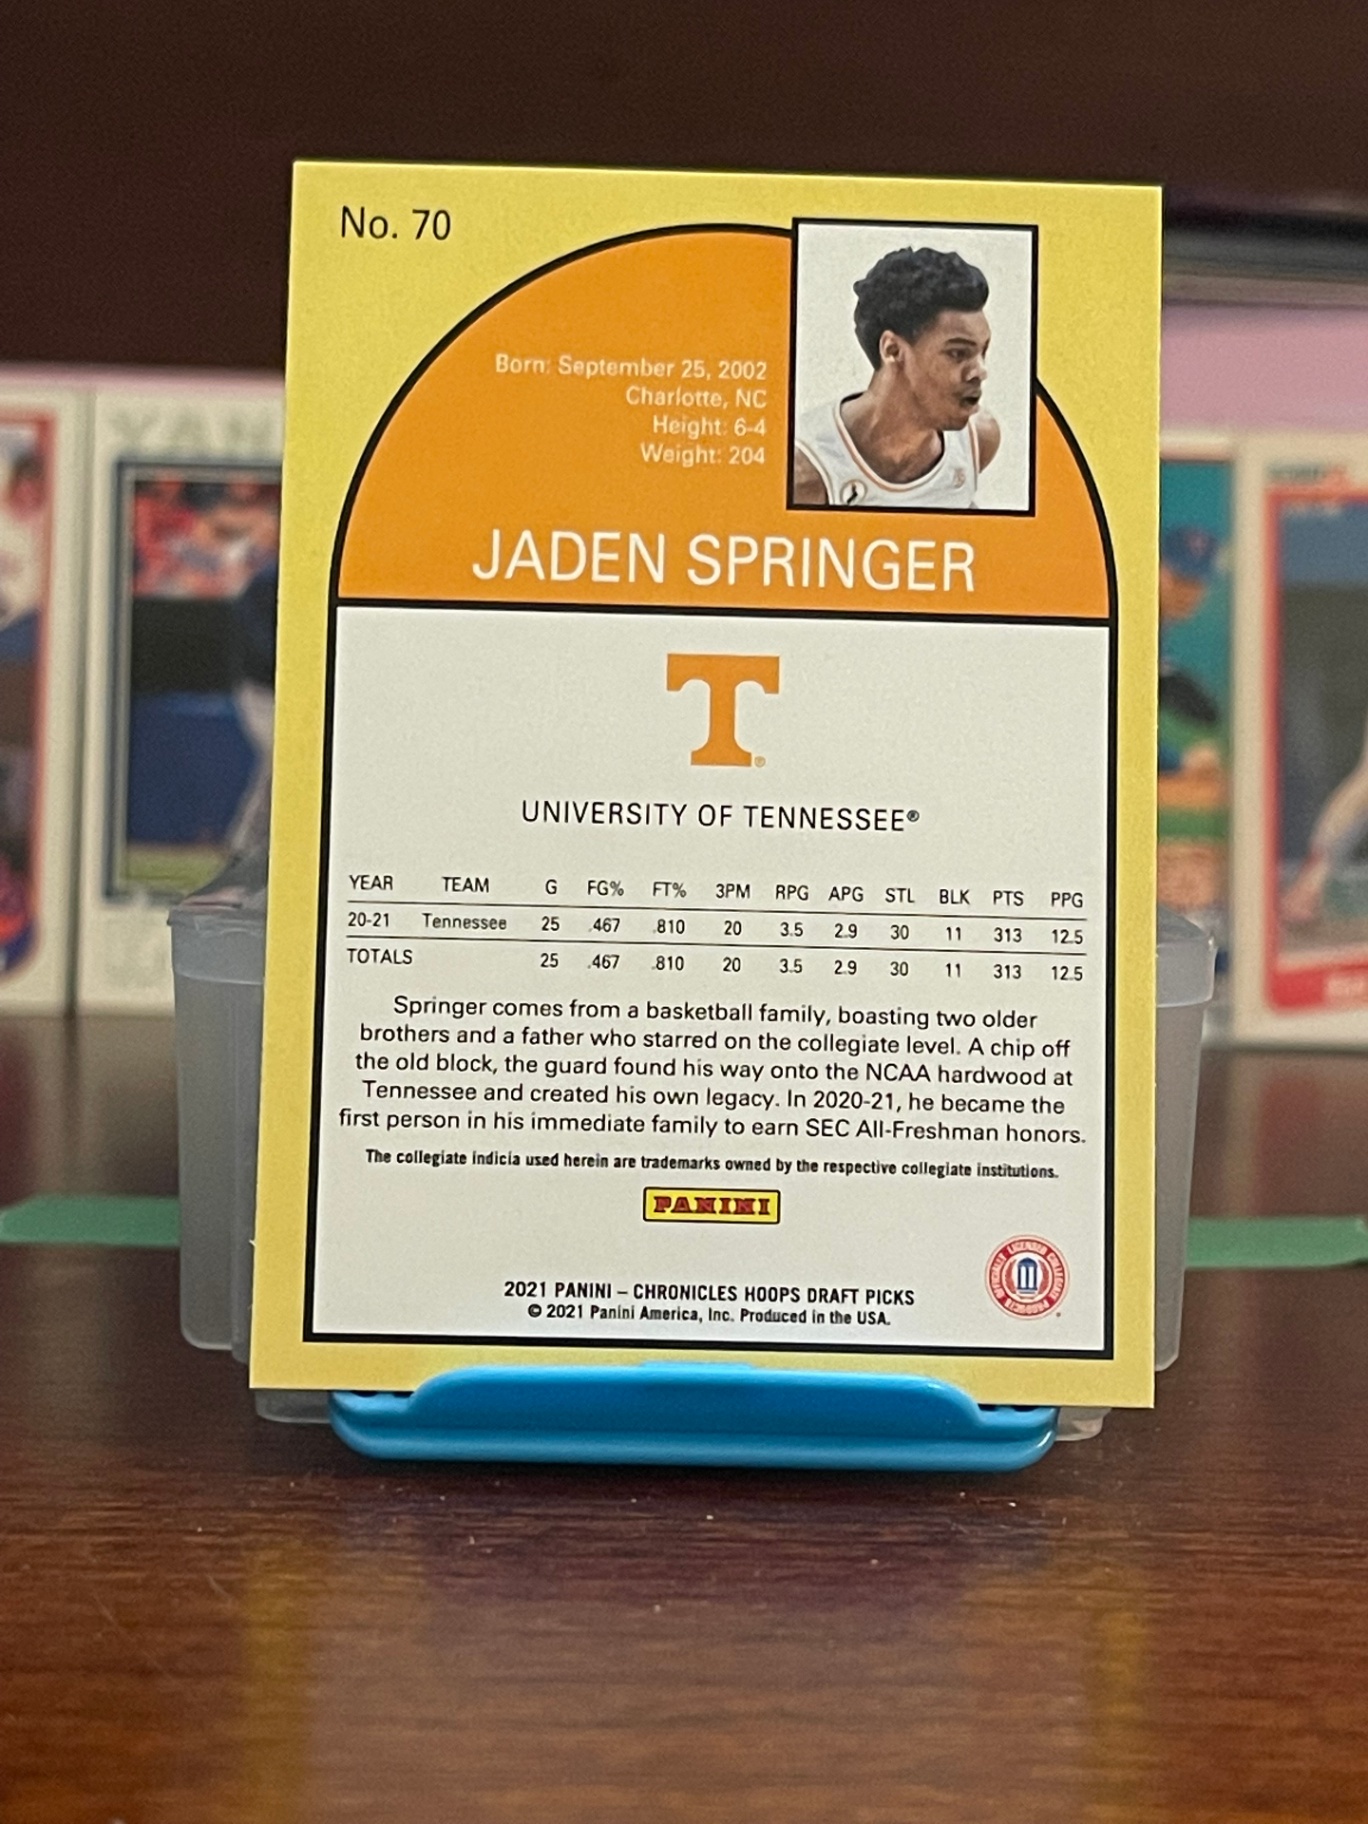 No. 70
Born: September 25, 2002
Charlotte, NC
Height: 6-4
Weight: 204
JADEN SPRINGER
T®
UNIVERSITY OF TENNESSEE®
YEAR TEAM G FG% FT% 3PM RPG APG STL BLK PTS PPG
20-21 Tennessee 25 .467 .810 20 3.5 2.9 30 11 313 12.5
TOTALS 25 .467 .810 20 3.5 2.9 30 11 313 12.5
Springer comes from a basketball family, boasting two older
brothers and a father who starred on the collegiate level. A chip off
the old block, the guard found his way onto the NCAA hardwood at
Tennessee and created his own legacy. In 2020-21, he became the
first person in his immediate family to earn SEC All-Freshman honors.
The collegiate indicia used herein are trademarks owned by the respective collegiate institutions.
PANINI
OFFICIALLY LICENSED COLLEGIATE PRODUCT
2021 PANINI – CHRONICLES HOOPS DRAFT PICKS
© 2021 Panini America, Inc. Produced in the USA.